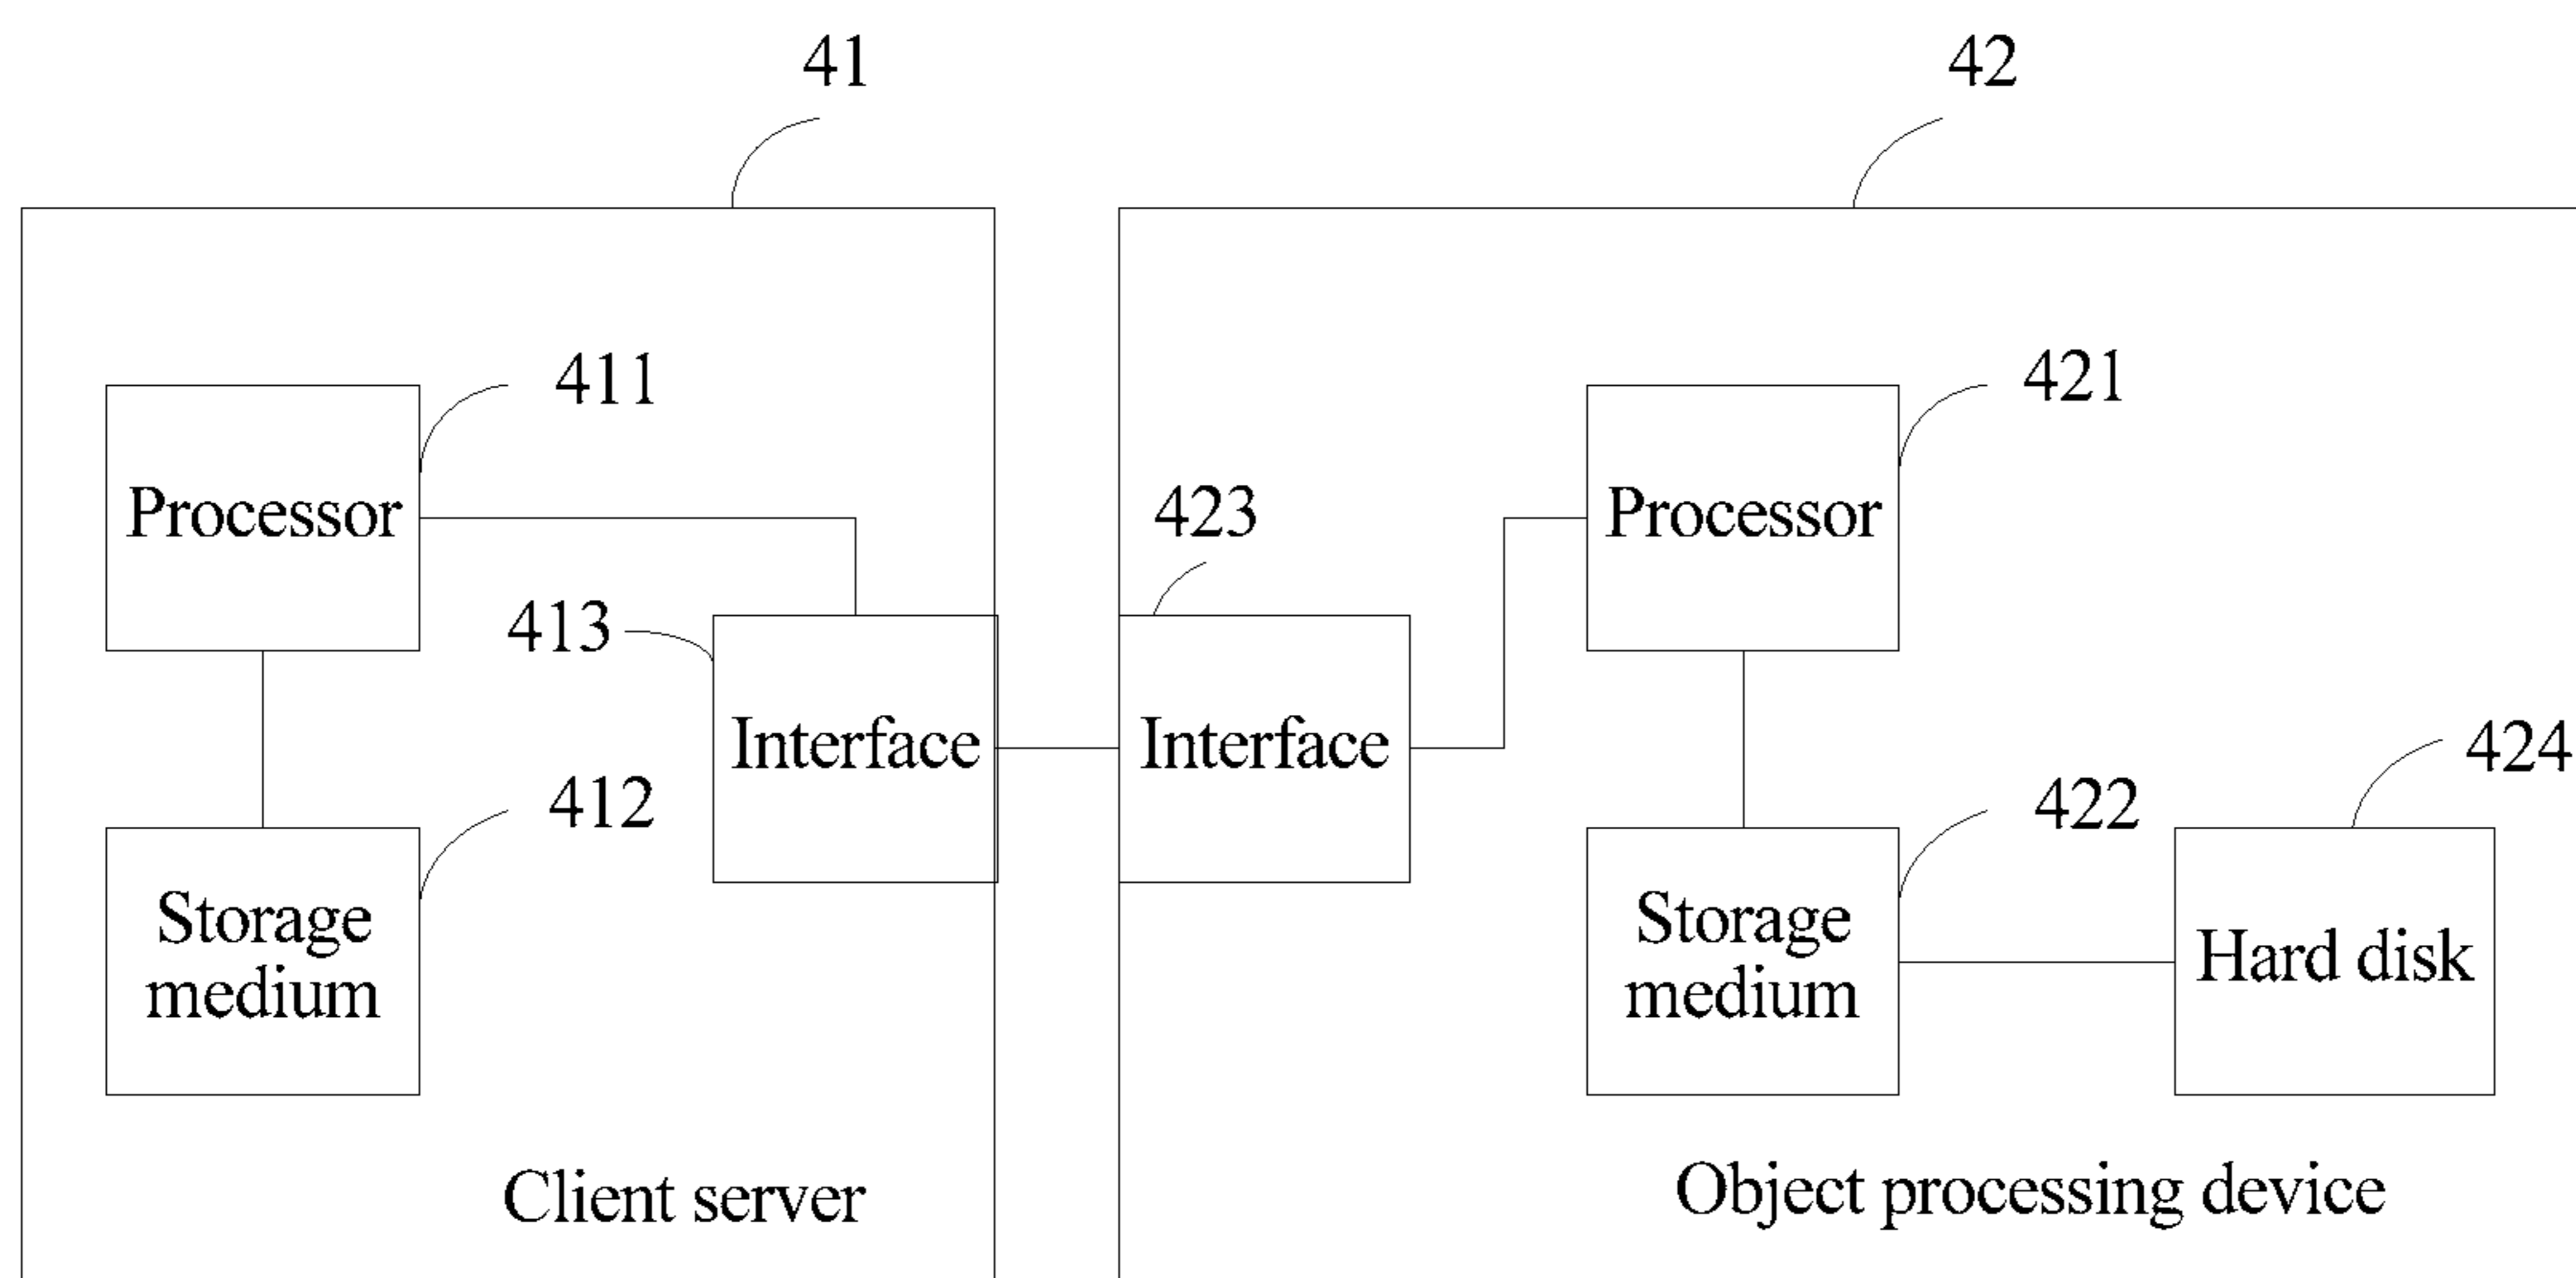 41
42
411
421
Processor
423
Processor
413
Interface
Interface
424
412
422
Storage
medium
Storage
medium
Hard disk
Client server
Object processing device